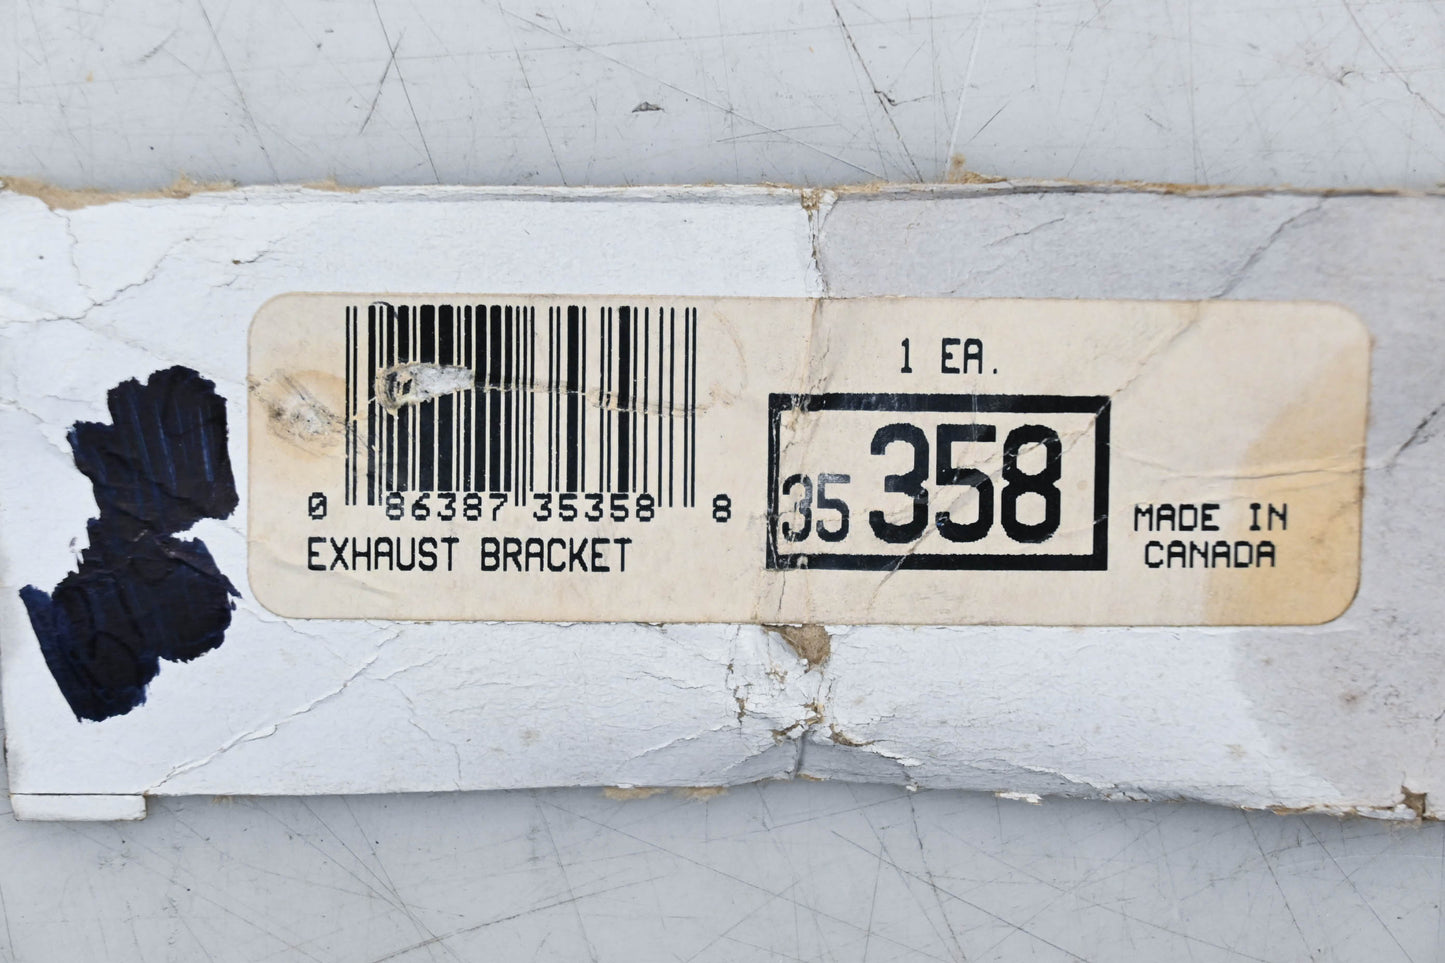 0 86387 35358 8
EXHAUST BRACKET
1 EA.
35 358
MADE IN
CANADA